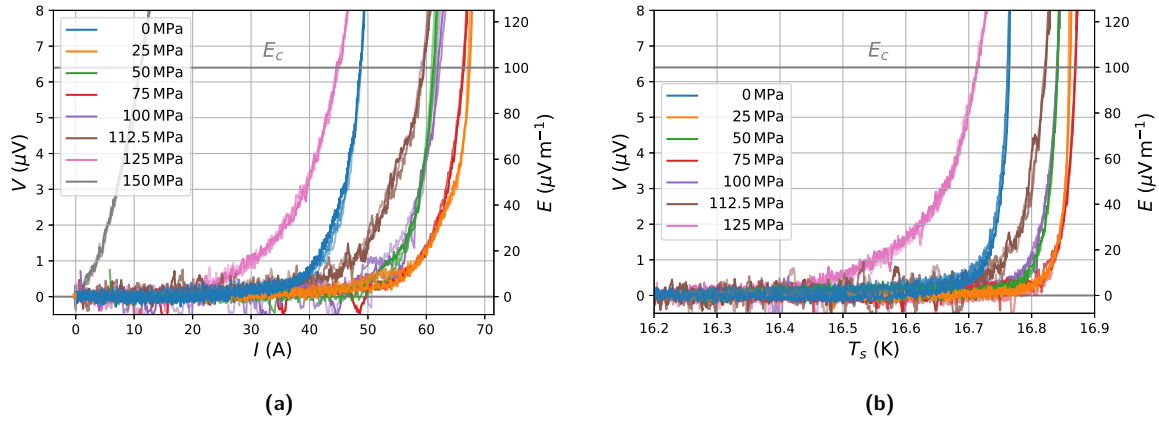 8
7
6
5
4
3
2
1
0
V (μV)
0 MPa
25 MPa
50 MPa
75 MPa
100 MPa
112.5 MPa
125 MPa
150 MPa
E_c
120
100
80
60
40
20
0
E (μV m⁻¹)
0 10 20 30 40 50 60 70
I (A)
(a)
8
7
6
5
4
3
2
1
0
V (μV)
E_c
0 MPa
25 MPa
50 MPa
75 MPa
100 MPa
112.5 MPa
125 MPa
120
100
80
60
40
20
0
E (μV m⁻¹)
16.2 16.3 16.4 16.5 16.6 16.7 16.8 16.9
T_s (K)
(b)